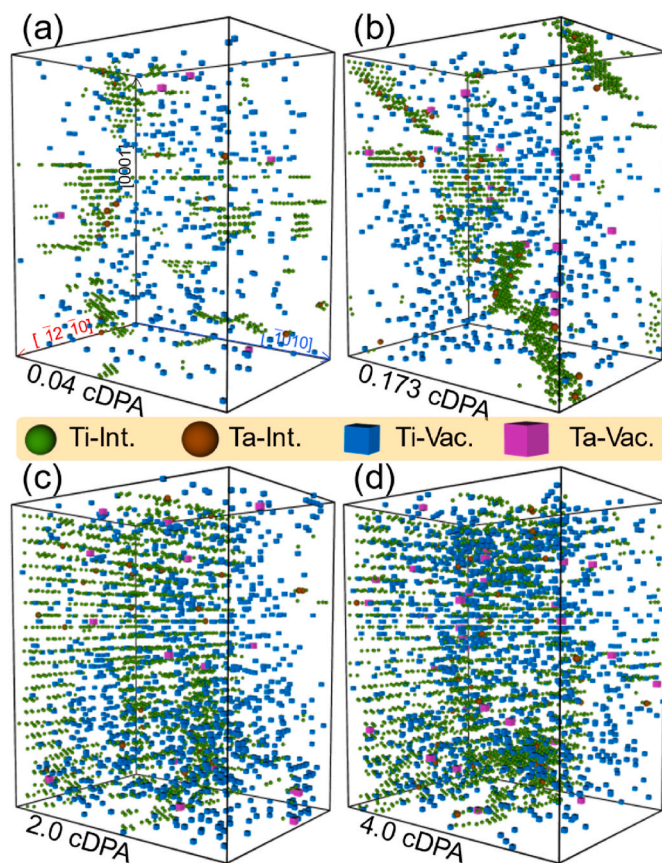 (a)
(b)
[0001]
[1̄21̄0]
[1̄010]
0.04 cDPA
0.173 cDPA
Ti-Int.
Ta-Int.
Ti-Vac.
Ta-Vac.
(c)
(d)
2.0 cDPA
4.0 cDPA